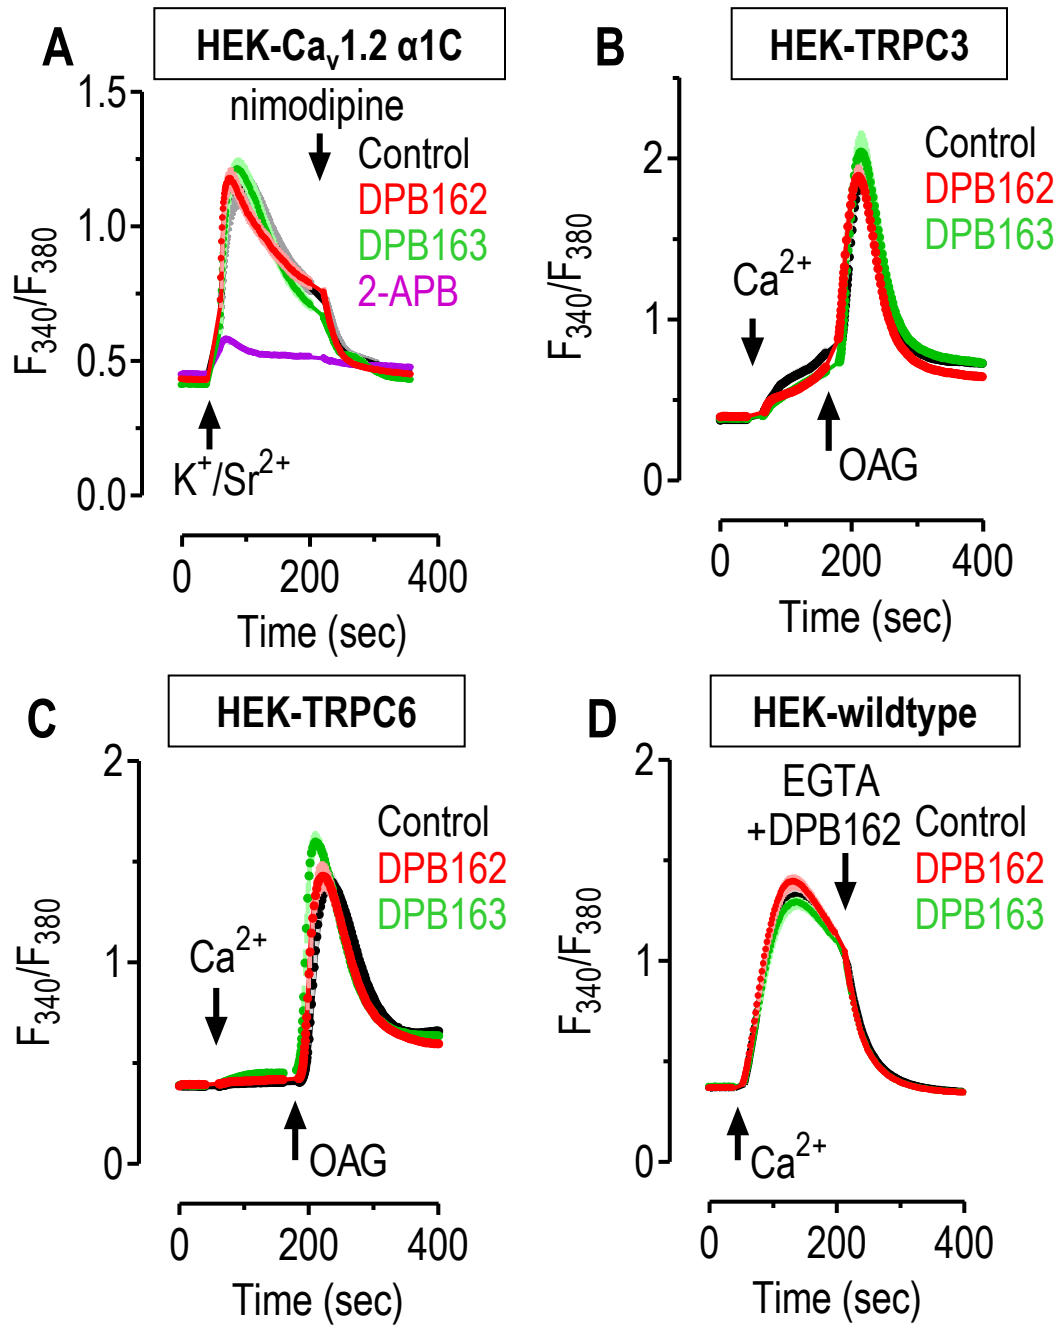 A
HEK-Cav1.2 α1C
nimodipine
Control
DPB162
DPB163
2-APB
K+/Sr2+
F340/F380
1.5
1.0
0.5
0.0
0 200 400
Time (sec)
B
HEK-TRPC3
Control
DPB162
DPB163
Ca2+
OAG
F340/F380
2
1
0
0 200 400
Time (sec)
C
HEK-TRPC6
Control
DPB162
DPB163
Ca2+
OAG
F340/F380
2
1
0
0 200 400
Time (sec)
D
HEK-wildtype
EGTA
+DPB162
Control
DPB162
DPB163
Ca2+
F340/F380
2
1
0
0 200 400
Time (sec)